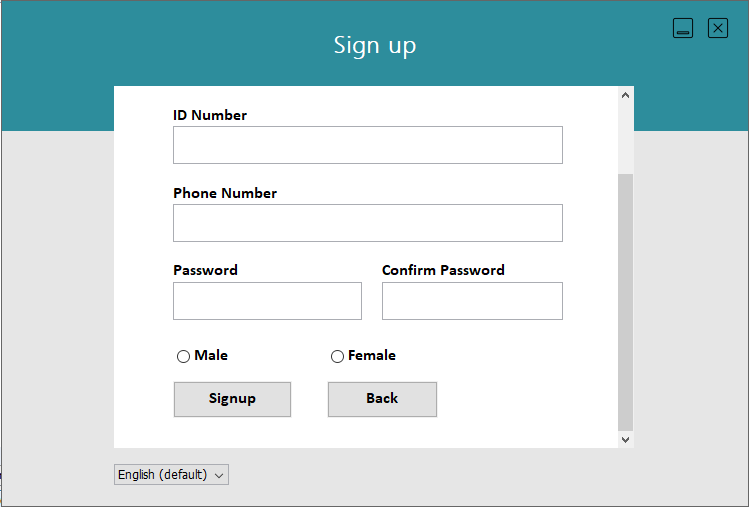 Sign up
ID Number
Phone Number
Password Confirm Password
Male Female
Signup Back
English (default)